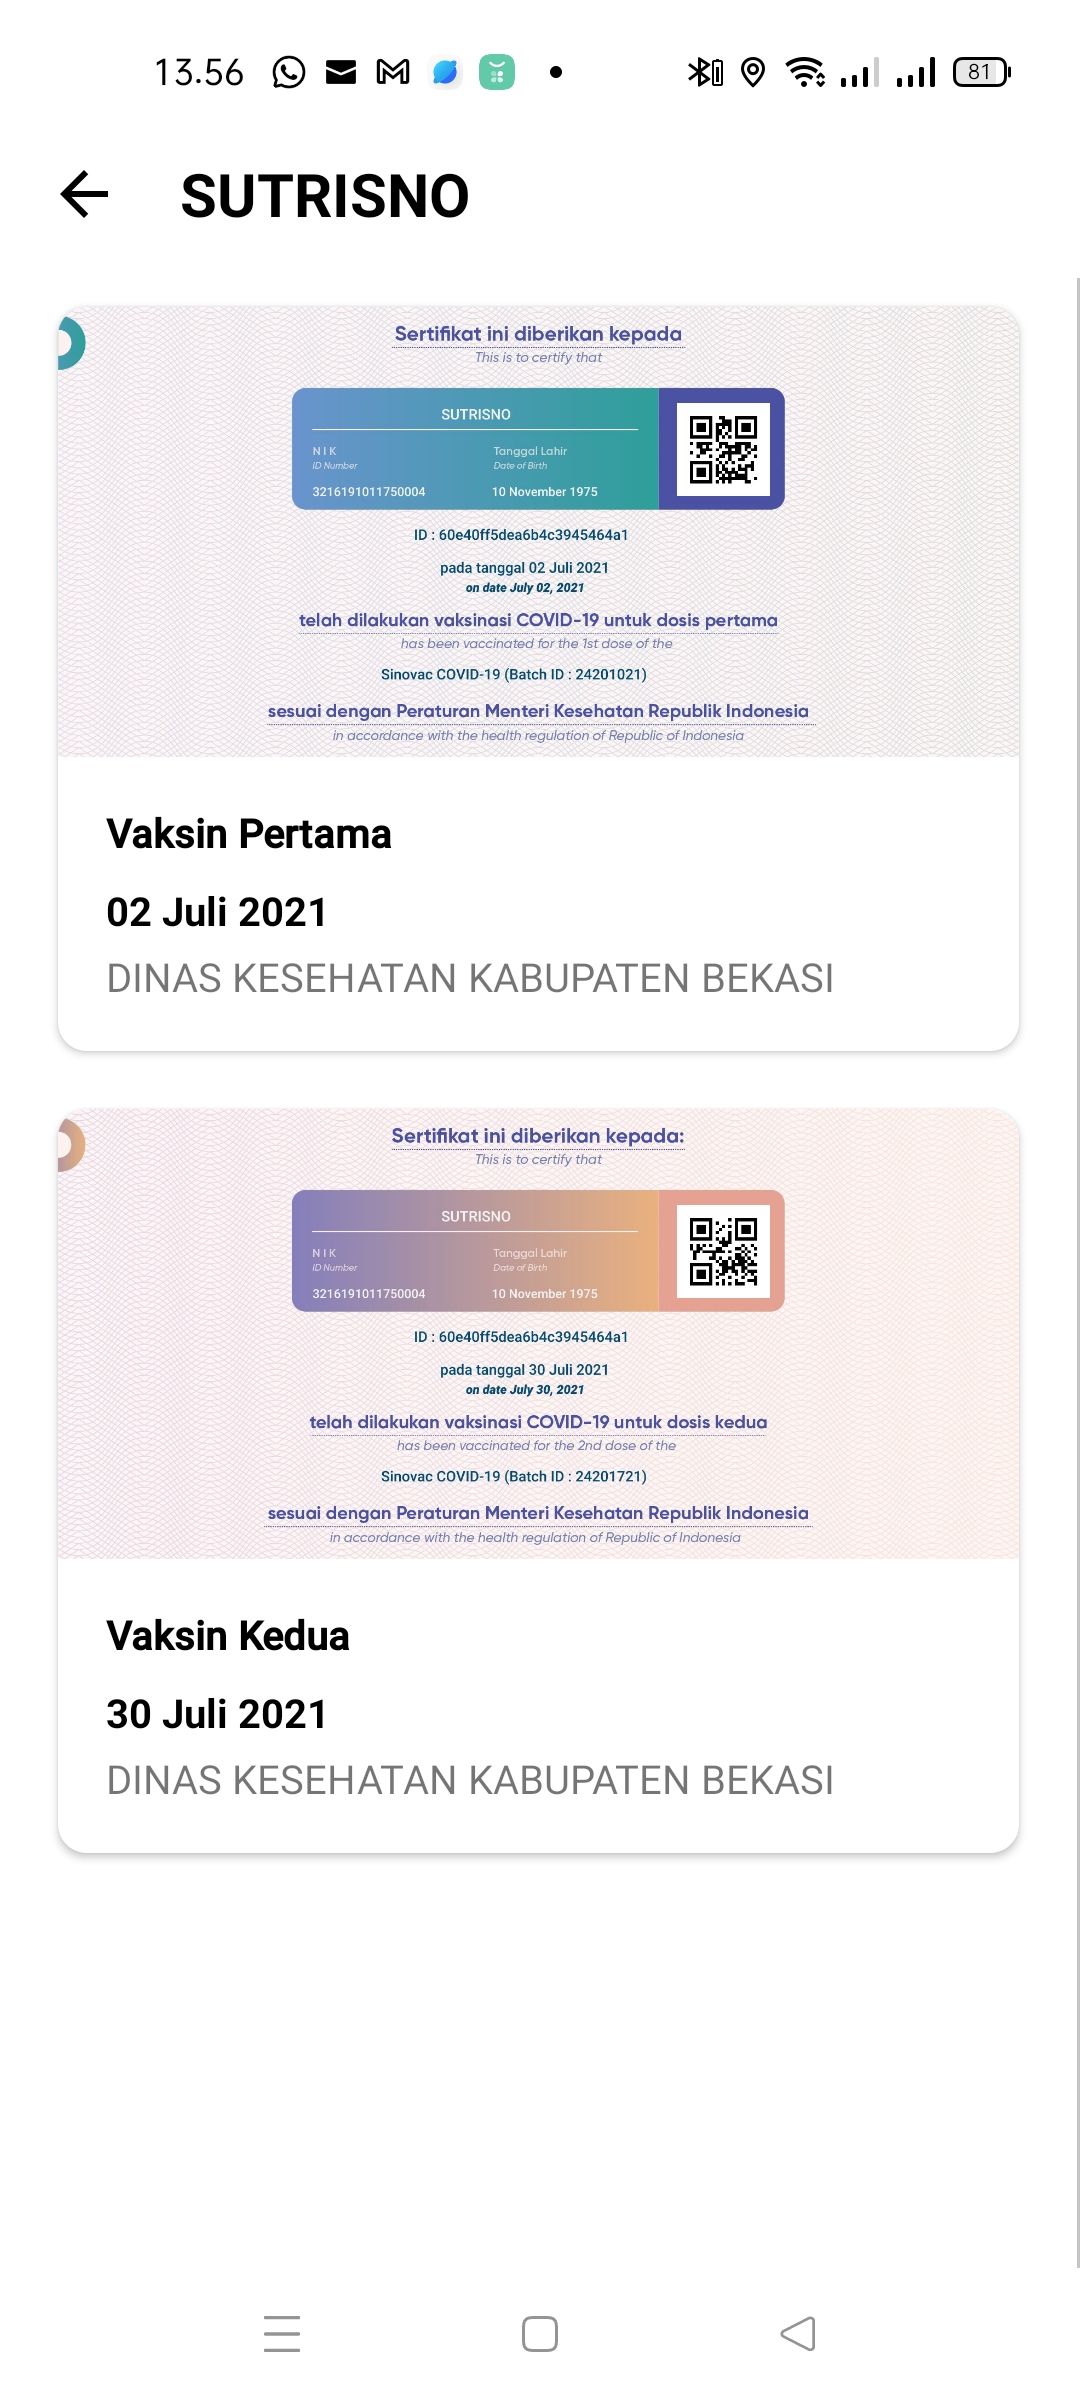 13.56
81
SUTRISNO
Sertifikat ini diberikan kepada
This is to certify that
SUTRISNO
NIK
Tanggal Lahir
ID Number
Date of Birth
3216191011750004
10 November 1975
ID : 60e40ff5dea6b4c3945464a1
pada tanggal 02 Juli 2021
on date July 02, 2021
telah dilakukan vaksinasi COVID-19 untuk dosis pertama
has been vaccinated for the 1st dose of the
Sinovac COVID-19 (Batch ID : 24201021)
sesuai dengan Peraturan Menteri Kesehatan Republik Indonesia
in accordance with the health regulation of Republic of Indonesia
Vaksin Pertama
02 Juli 2021
DINAS KESEHATAN KABUPATEN BEKASI
Sertifikat ini diberikan kepada:
This is to certify that
SUTRISNO
NIK
Tanggal Lahir
ID Number
Date of Birth
3216191011750004
10 November 1975
ID : 60e40ff5dea6b4c3945464a1
pada tanggal 30 Juli 2021
on date July 30, 2021
telah dilakukan vaksinasi COVID-19 untuk dosis kedua
has been vaccinated for the 2nd dose of the
Sinovac COVID-19 (Batch ID : 24201721)
sesuai dengan Peraturan Menteri Kesehatan Republik Indonesia
in accordance with the health regulation of Republic of Indonesia
Vaksin Kedua
30 Juli 2021
DINAS KESEHATAN KABUPATEN BEKASI